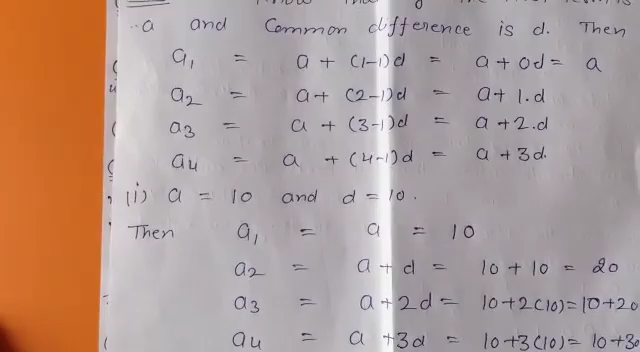 a and Common difference is d. Then
a1 = a + (1-1)d = a + 0d = a
a2 = a + (2-1)d = a + 1.d
a3 = a + (3-1)d = a + 2.d
a4 = a + (4-1)d = a + 3d.
(i) a = 10 and d = 10.
Then a1 = a = 10
a2 = a + d = 10 + 10 = 20
a3 = a + 2d = 10 + 2(10) = 10 + 20
a4 = a + 3d = 10 + 3(10) = 10 + 30